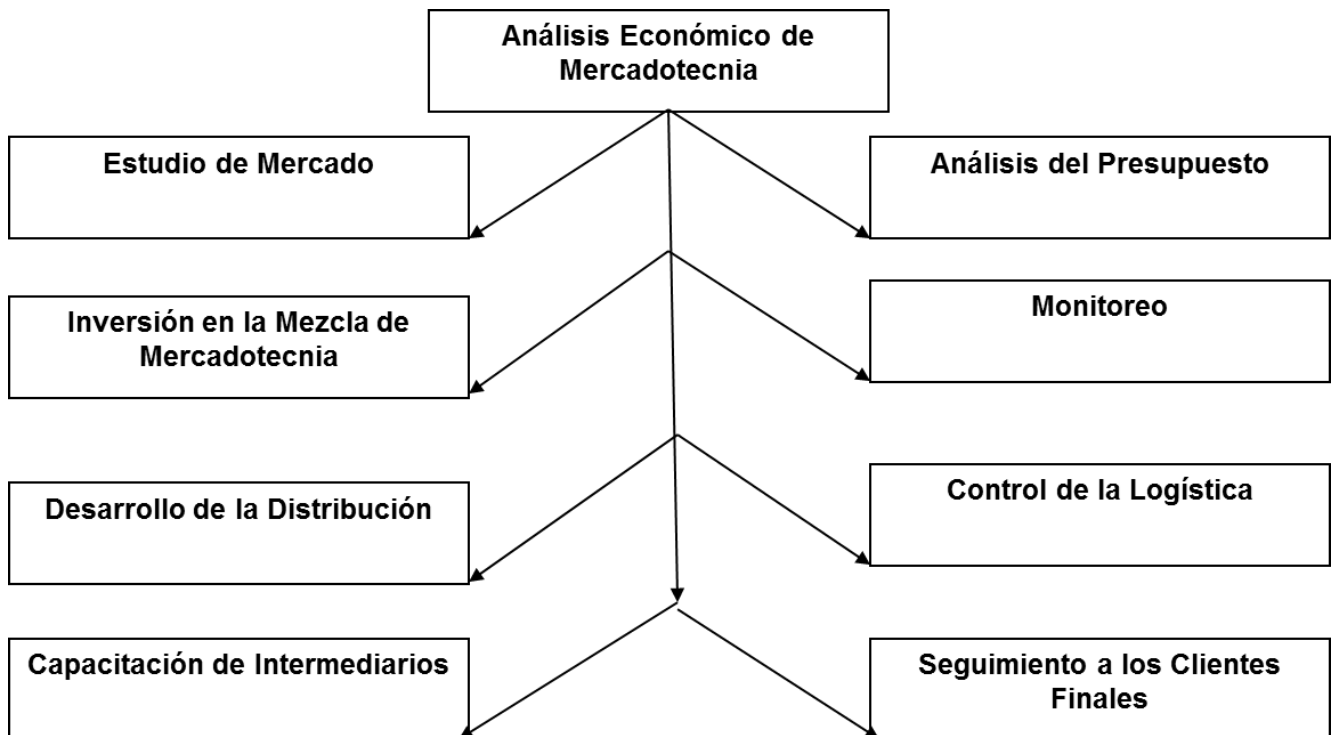 Análisis Económico de
Mercadotecnia
Estudio de Mercado
Análisis del Presupuesto
Inversión en la Mezcla de
Mercadotecnia
Monitoreo
Desarrollo de la Distribución
Control de la Logística
Capacitación de Intermediarios
Seguimiento a los Clientes
Finales